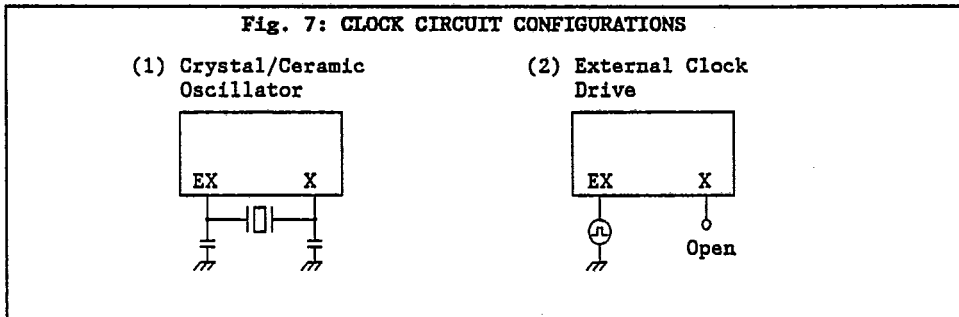 Fig. 7: CLOCK CIRCUIT CONFIGURATIONS
(1) Crystal/Ceramic
Oscillator
EX X
(2) External Clock
Drive
EX X
Open